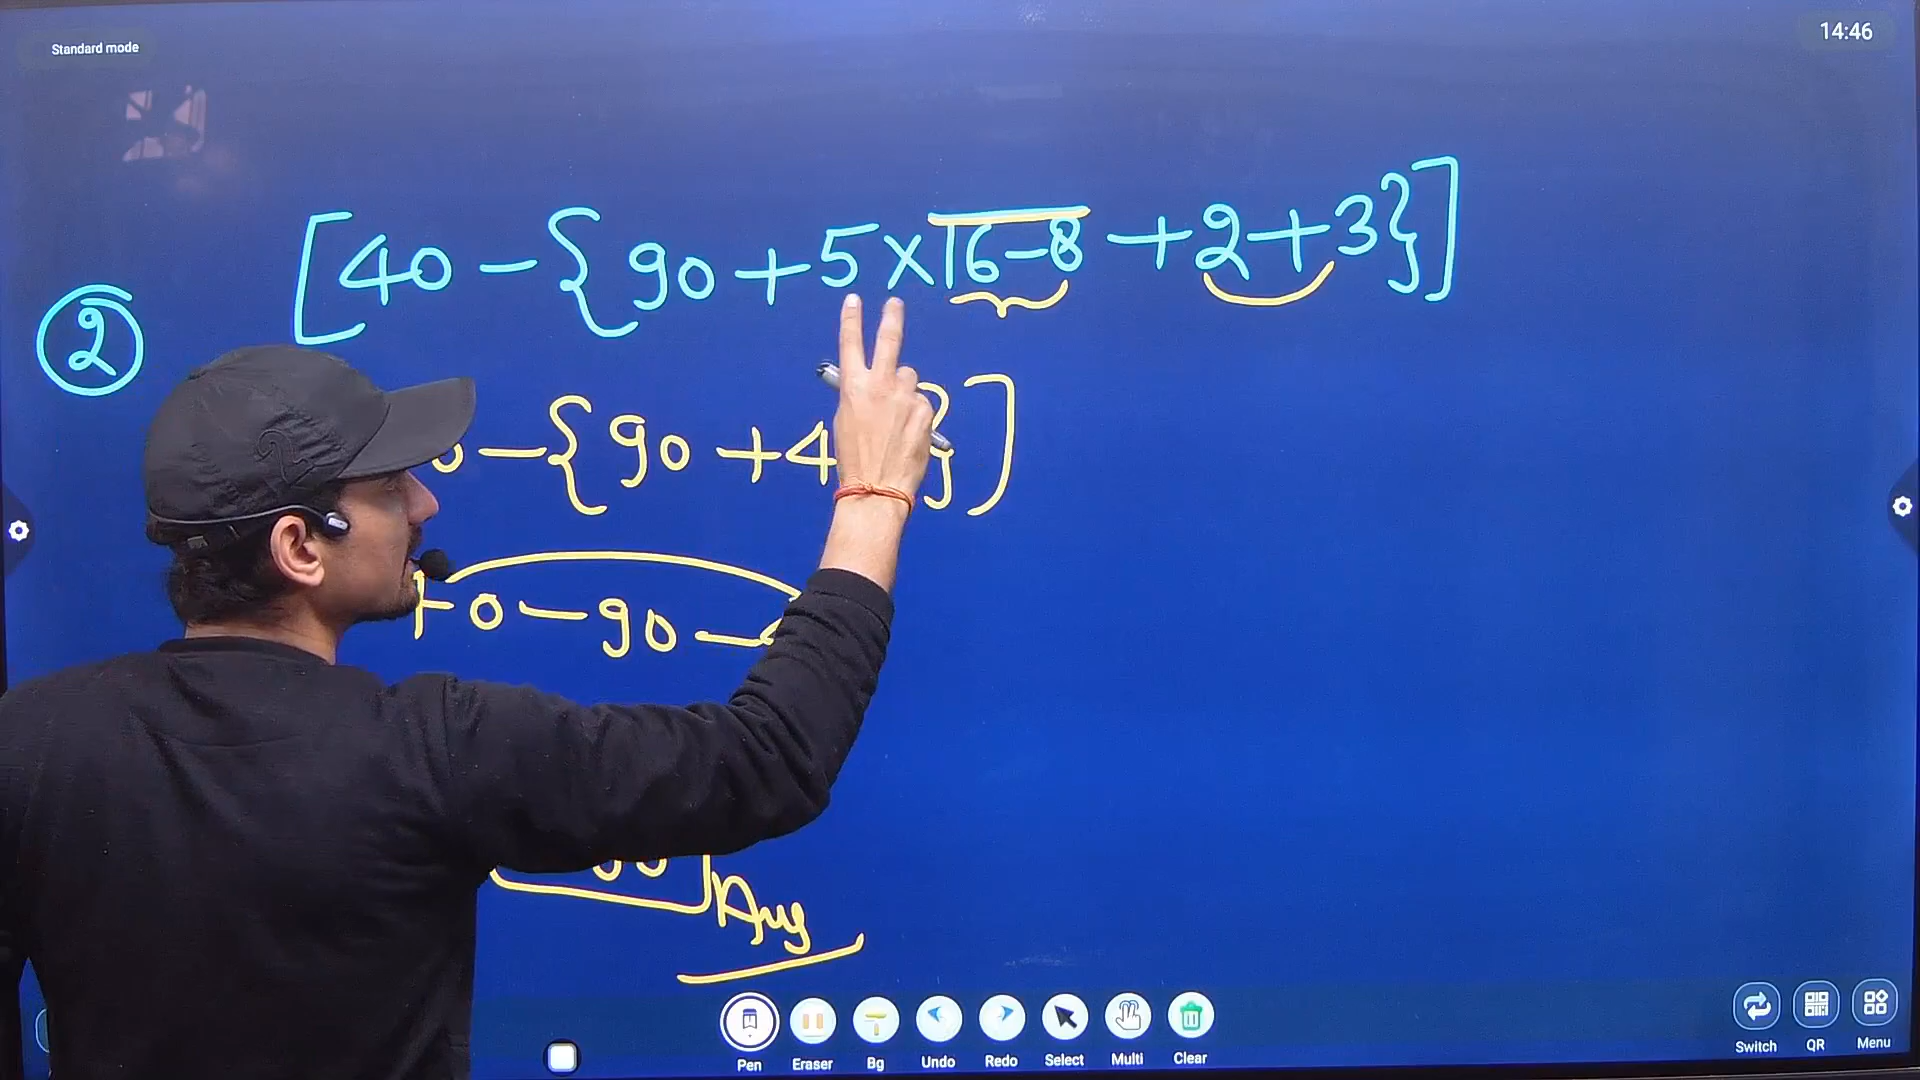 Standard mode
14:46
[40-{90+5×16-8+2+3}]
②
0-{90+4}]
0-90-
Ans
Pen Eraser Bg Undo Redo Select Multi Clear
Switch QR Menu